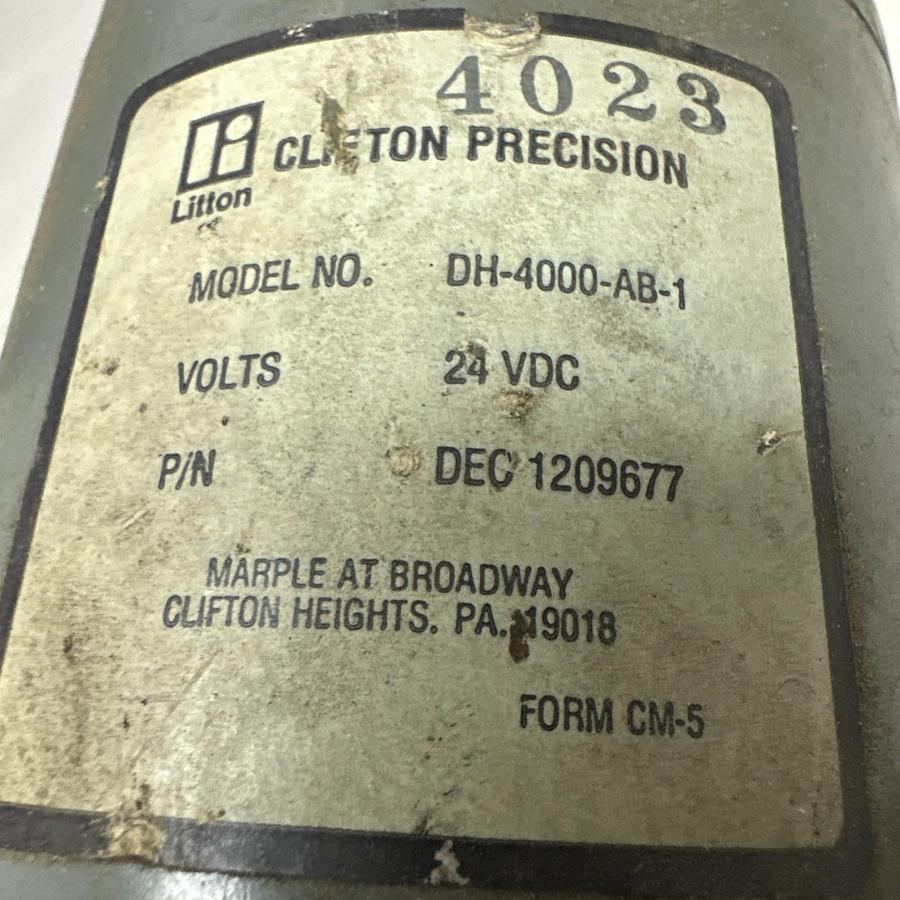 4023
CLIFTON PRECISION
Litton
MODEL NO. DH-4000-AB-1
VOLTS 24 VDC
P/N DEC 1209677
MARPLE AT BROADWAY
CLIFTON HEIGHTS. PA. 19018
FORM CM-5